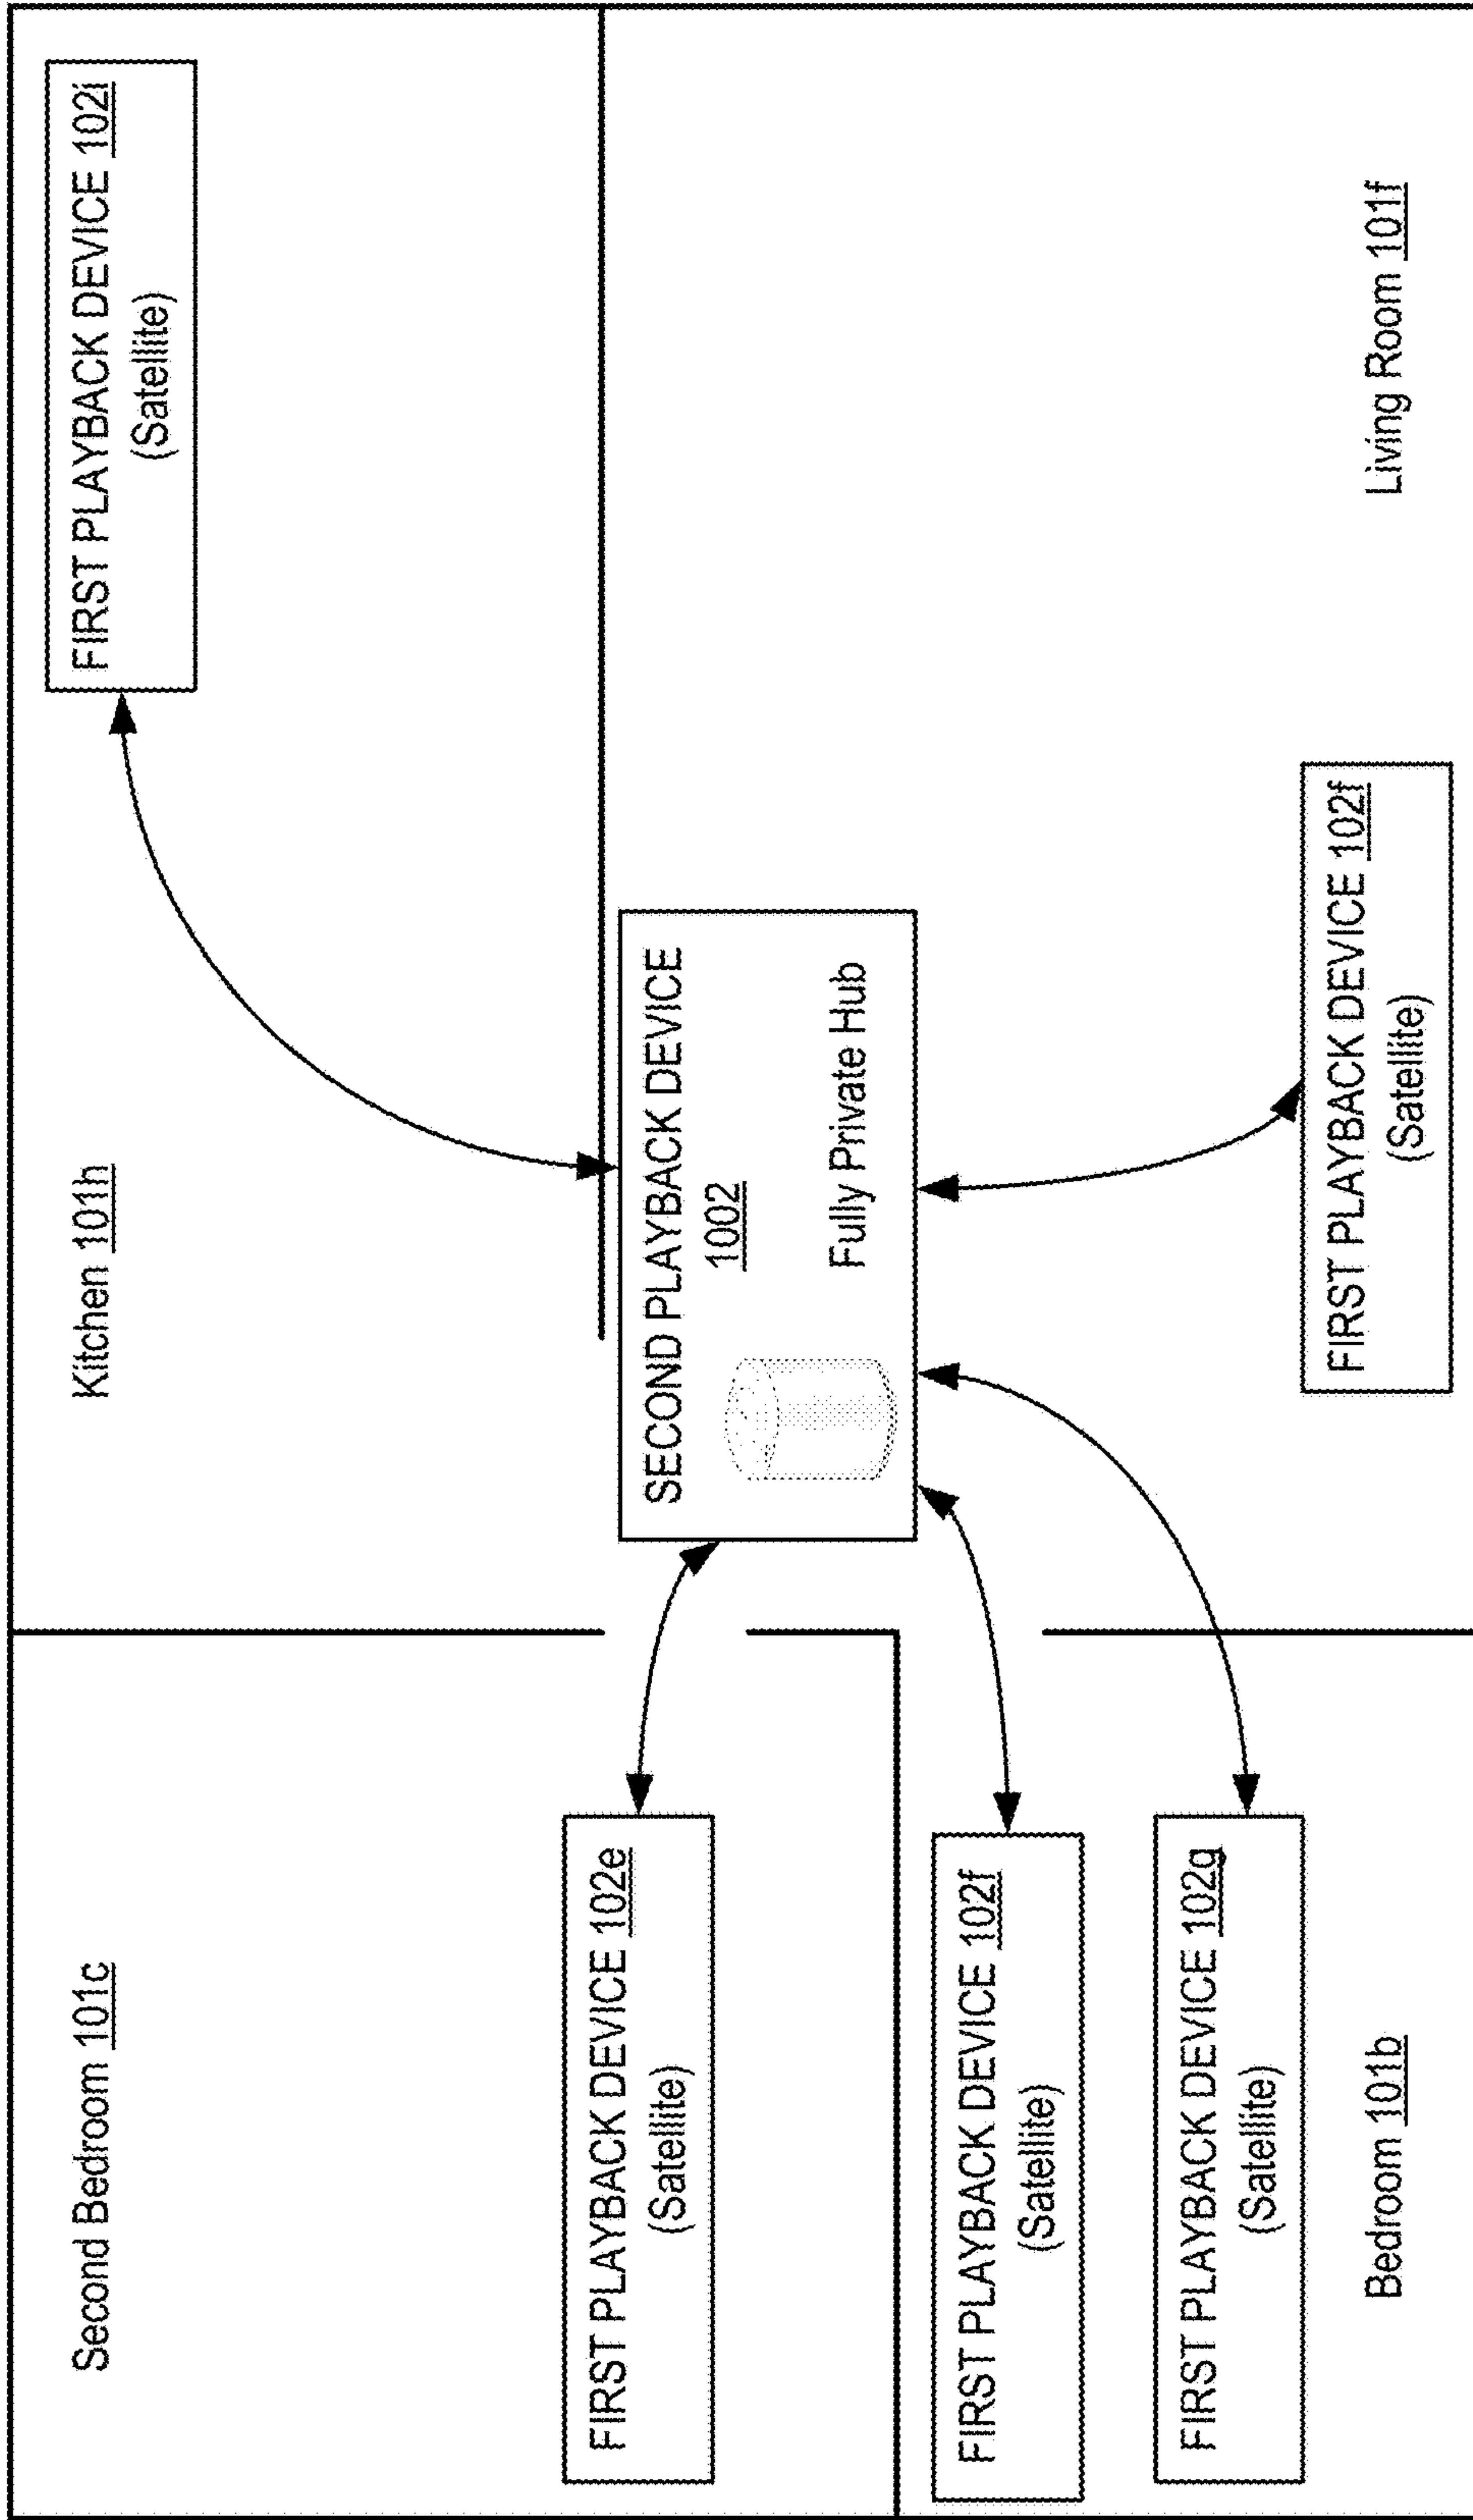 Second Bedroom 101c
Kitchen 101h
FIRST PLAYBACK DEVICE 102i
(Satellite)
FIRST PLAYBACK DEVICE 102e
(Satellite)
SECOND PLAYBACK DEVICE
1002
Fully Private Hub
FIRST PLAYBACK DEVICE 102f
(Satellite)
FIRST PLAYBACK DEVICE 102g
(Satellite)
FIRST PLAYBACK DEVICE 102f
(Satellite)
Bedroom 101b
Living Room 101f